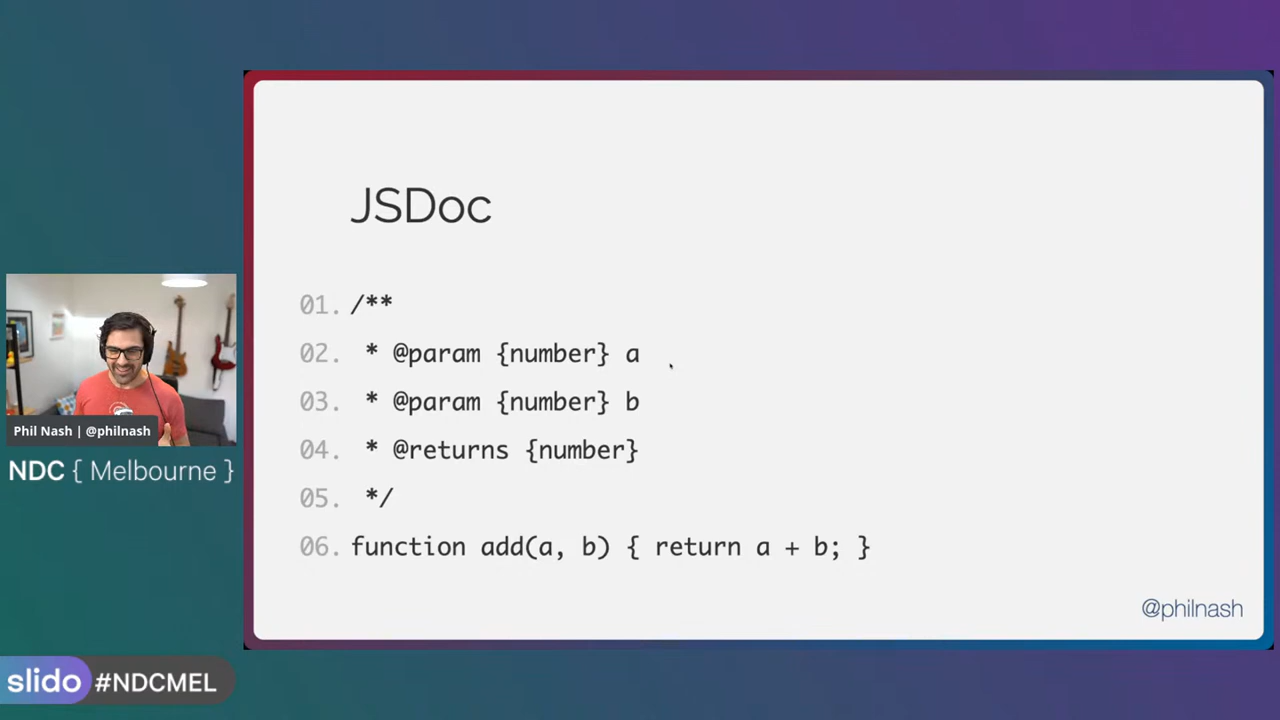 JSDoc
01. /**
02. * @param {number} a
03. * @param {number} b
04. * @returns {number}
05. */
06. function add(a, b) { return a + b; }
@philnash
Phil Nash | @philnash
NDC { Melbourne }
slido #NDCMEL